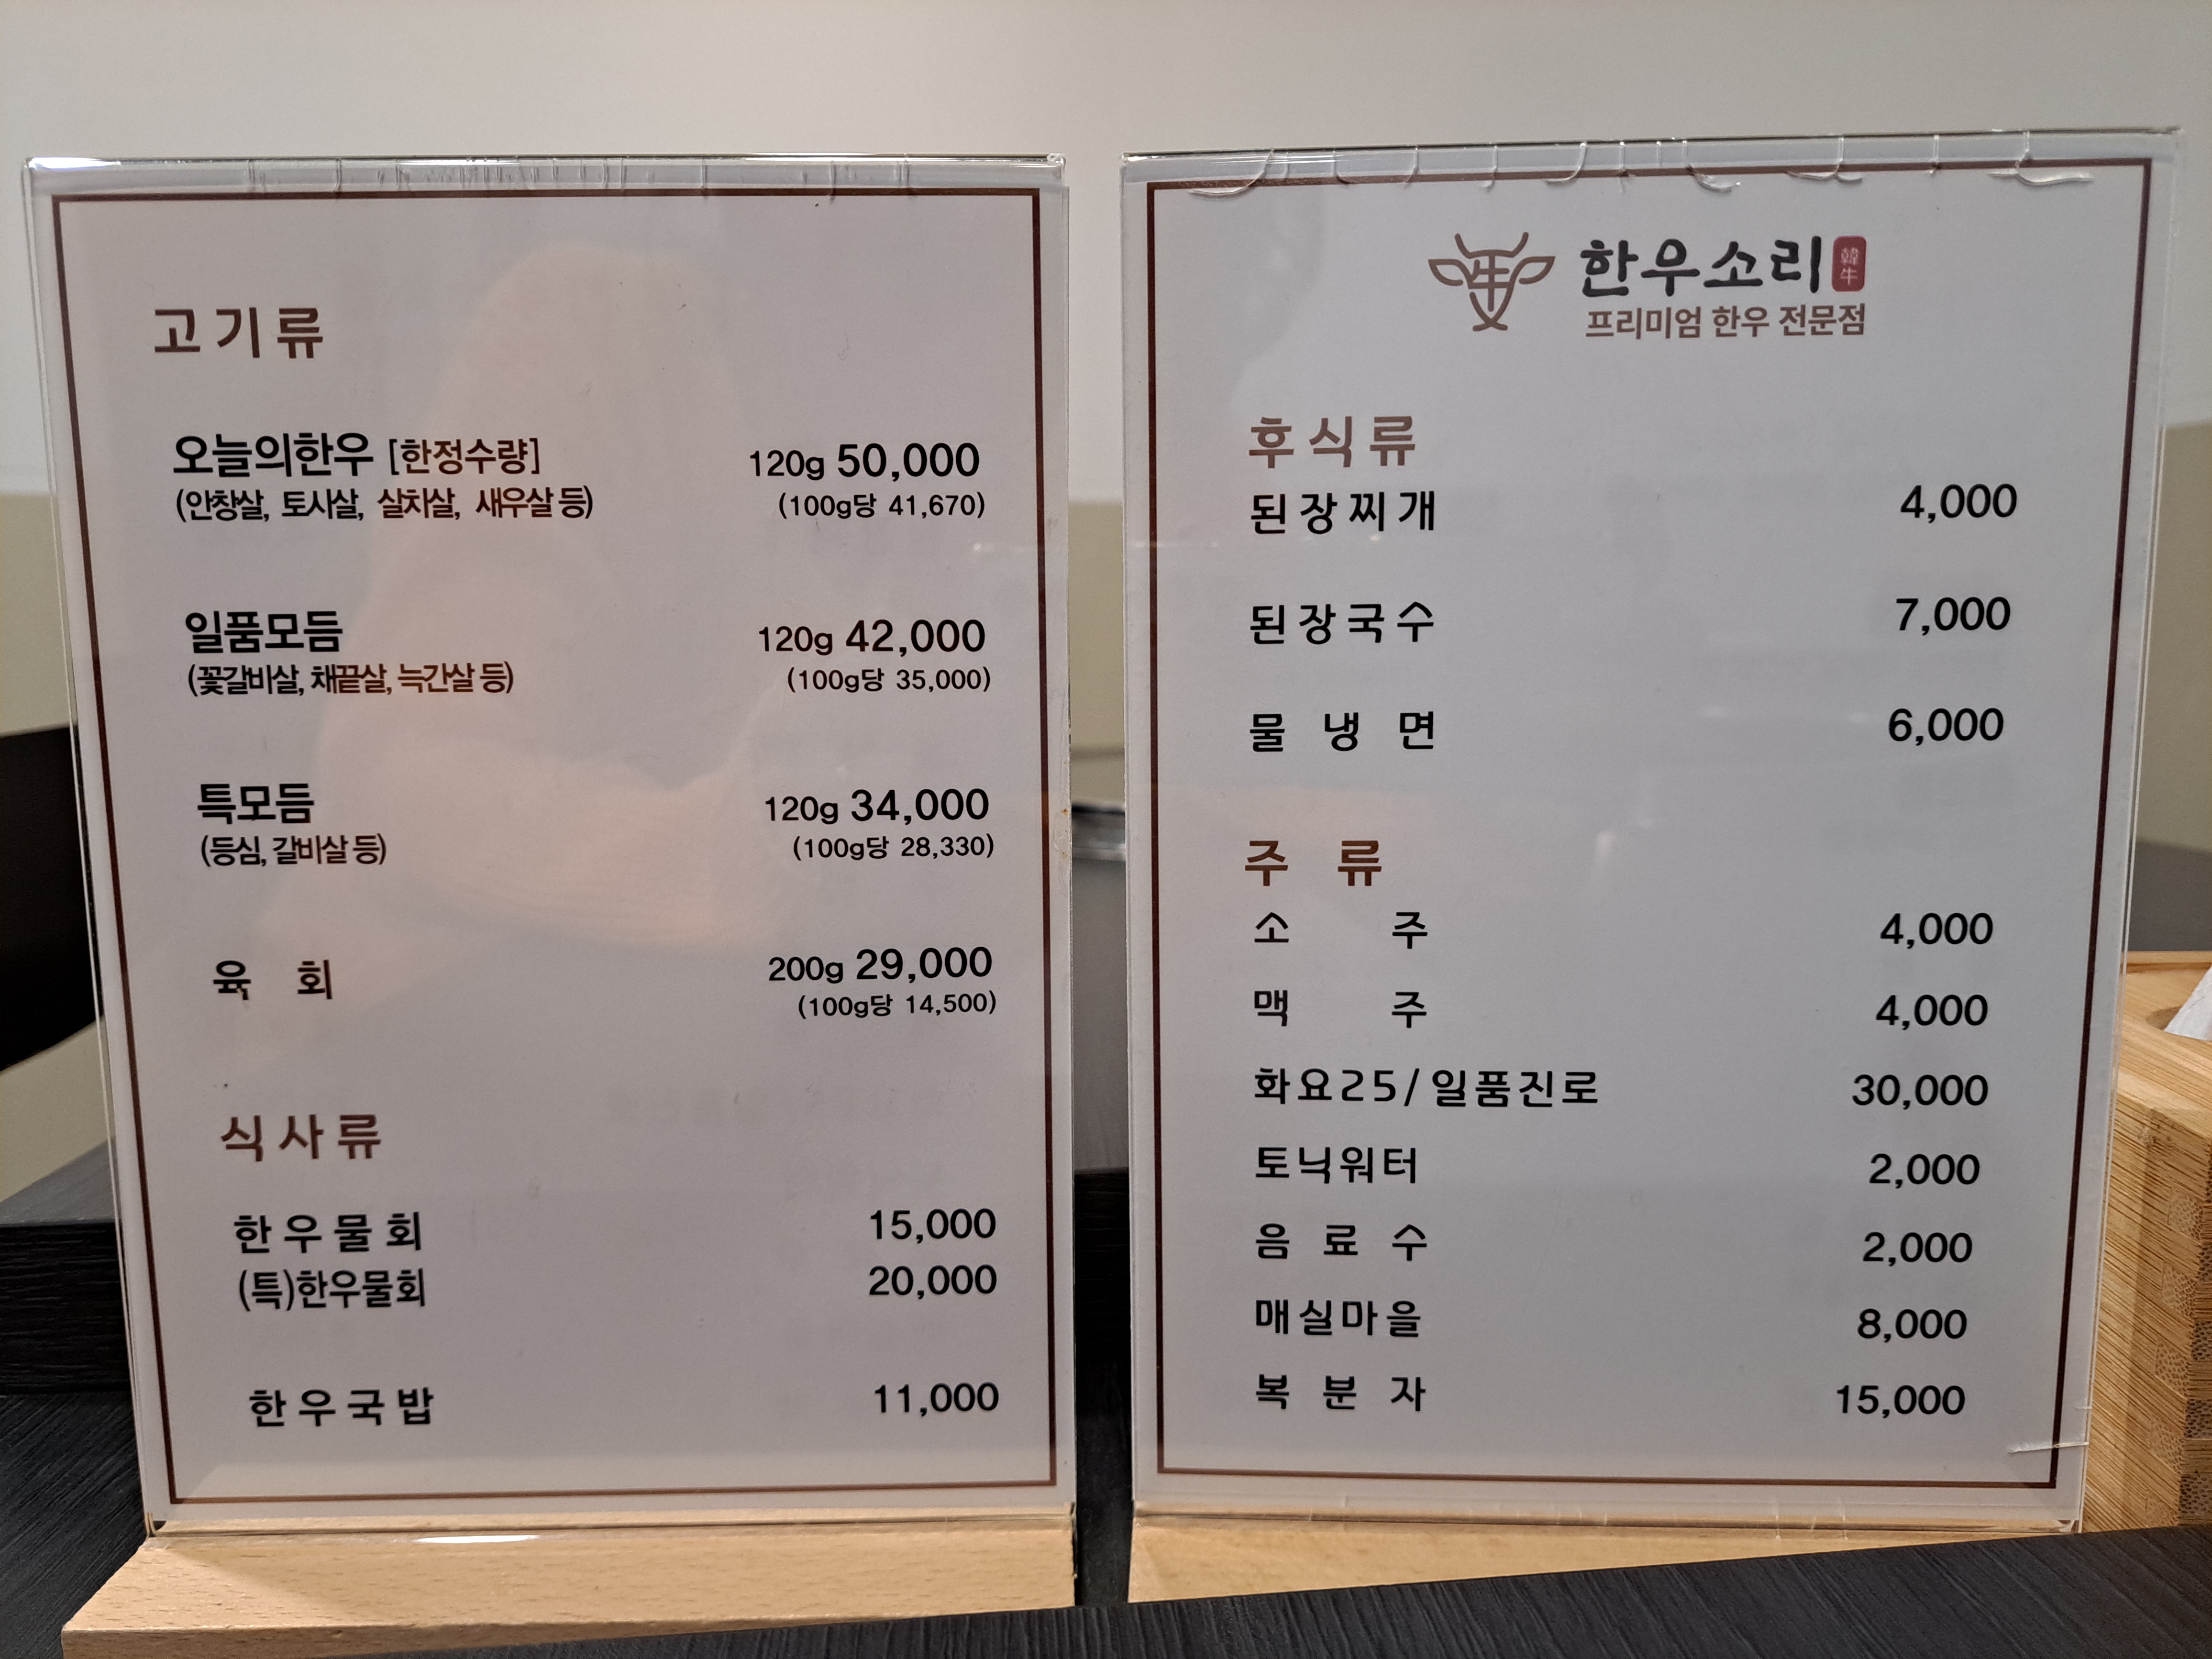 고기류
오늘의한우 [한정수량] 120g 50,000
(안창살, 토시살, 살치살, 새우살 등) (100g당 41,670)
일품모듬 120g 42,000
(꽃갈비살, 채끝살, 늑간살 등) (100g당 35,000)
특모듬 120g 34,000
(등심, 갈비살 등) (100g당 28,330)
육 회 200g 29,000
(100g당 14,500)
식사류
한우물회 15,000
(특)한우물회 20,000
한우국밥 11,000
牛 한우소리 韓牛
프리미엄 한우 전문점
후식류
된장찌개 4,000
된장국수 7,000
물 냉 면 6,000
주 류
소 주 4,000
맥 주 4,000
화요25/일품진로 30,000
토닉워터 2,000
음 료 수 2,000
매실마을 8,000
복 분 자 15,000